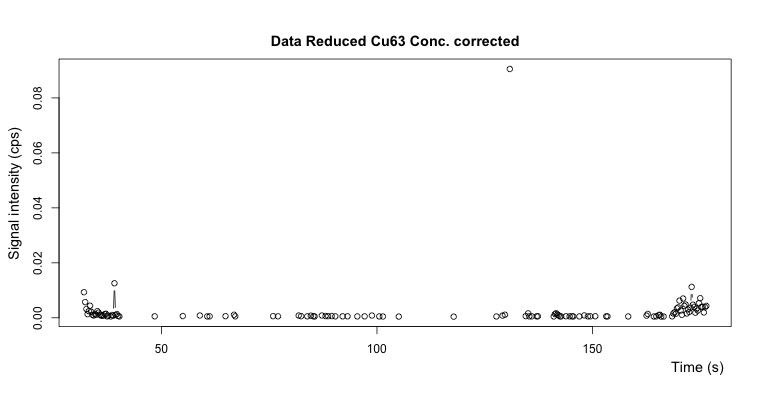 Data Reduced Cu63 Conc. corrected
Signal intensity (cps)
0.08
0.06
0.04
0.02
0.00
50 100 150
Time (s)